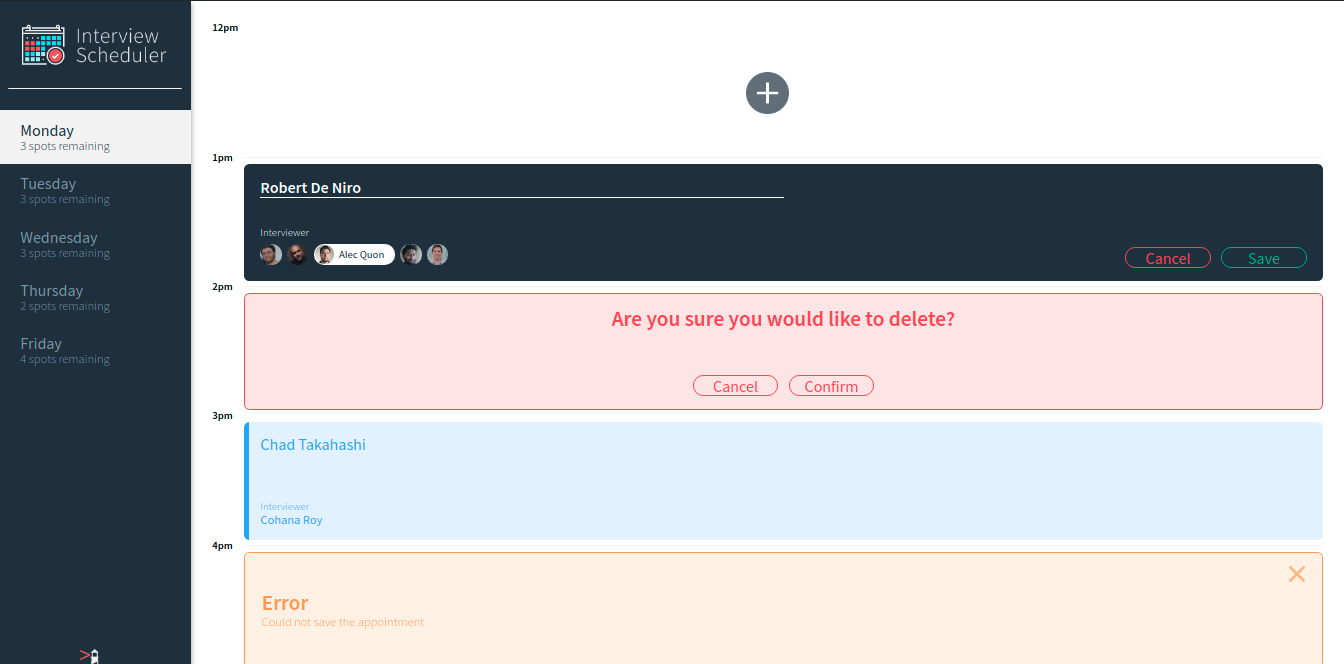 Interview
Scheduler
Monday
3 spots remaining
Tuesday
3 spots remaining
Wednesday
3 spots remaining
Thursday
2 spots remaining
Friday
4 spots remaining
12pm
1pm
Robert De Niro
Interviewer
Alec Quon
Cancel
Save
2pm
Are you sure you would like to delete?
Cancel
Confirm
3pm
Chad Takahashi
Interviewer
Cohana Roy
4pm
Error
Could not save the appointment